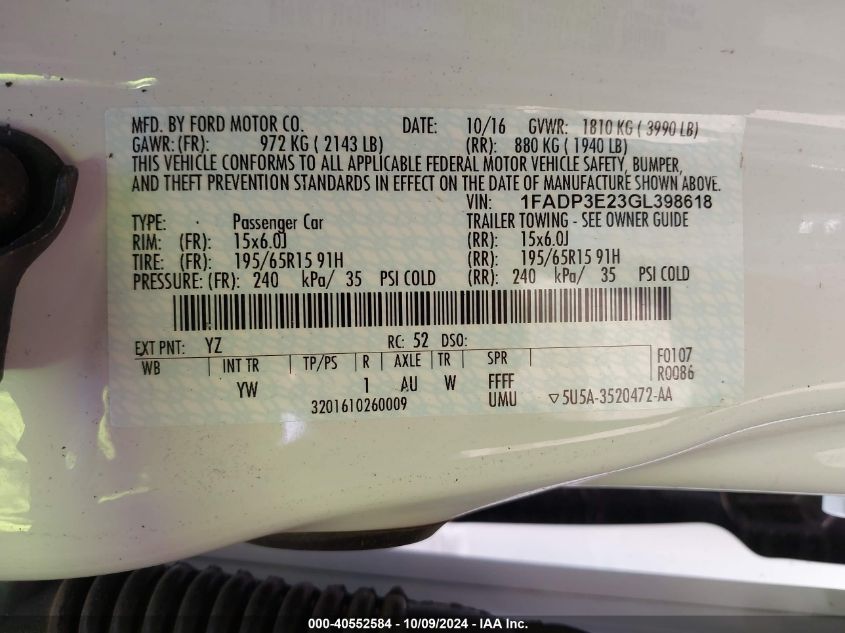 MFD. BY FORD MOTOR CO. DATE: 10/16 GVWR: 1810 KG ( 3990 LB)
GAWR: (FR): 972 KG ( 2143 LB) (RR): 880 KG ( 1940 LB)
THIS VEHICLE CONFORMS TO ALL APPLICABLE FEDERAL MOTOR VEHICLE SAFETY, BUMPER,
AND THEFT PREVENTION STANDARDS IN EFFECT ON THE DATE OF MANUFACTURE SHOWN ABOVE.
VIN: 1FADP3E23GL398618
TYPE: Passenger Car TRAILER TOWING - SEE OWNER GUIDE
RIM: (FR): 15x6.0J (RR): 15x6.0J
TIRE: (FR): 195/65R15 91H (RR): 195/65R15 91H
PRESSURE: (FR): 240 kPa/ 35 PSI COLD (RR): 240 kPa/ 35 PSI COLD
EXT PNT: YZ RC: 52 DSO:
WB INT TR TP/PS R AXLE TR SPR F0107
YW 1 AU W FFFF R0086
3201610260009 UMU ▽5U5A-3520472-AA
000-40552584 - 10/09/2024 - IAA Inc.